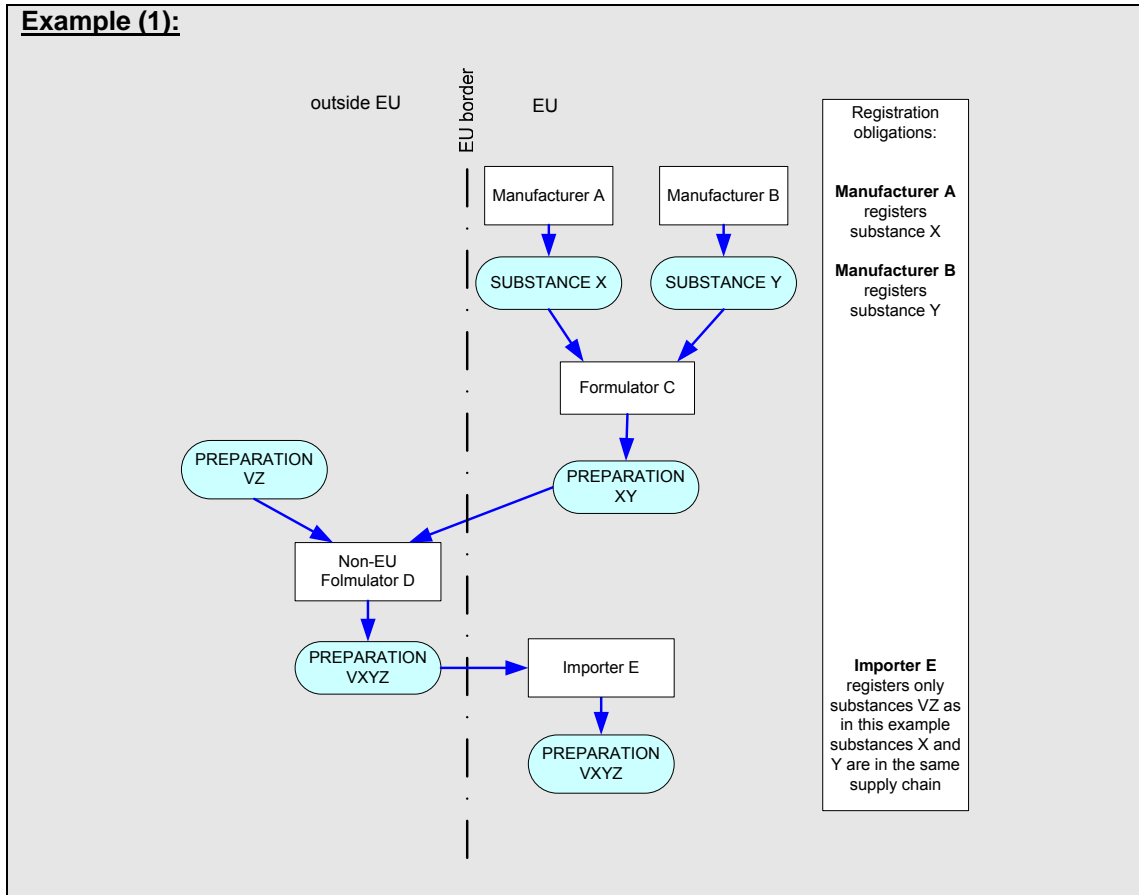 Example (1):
outside EU
EU border
EU
Manufacturer A
Manufacturer B
SUBSTANCE X
SUBSTANCE Y
Formulator C
PREPARATION
VZ
PREPARATION
XY
Non-EU
Folmulator D
PREPARATION
VXYZ
Importer E
PREPARATION
VXYZ
Registration
obligations:
Manufacturer A
registers
substance X
Manufacturer B
registers
substance Y
Importer E
registers only
substances VZ as
in this example
substances X and
Y are in the same
supply chain